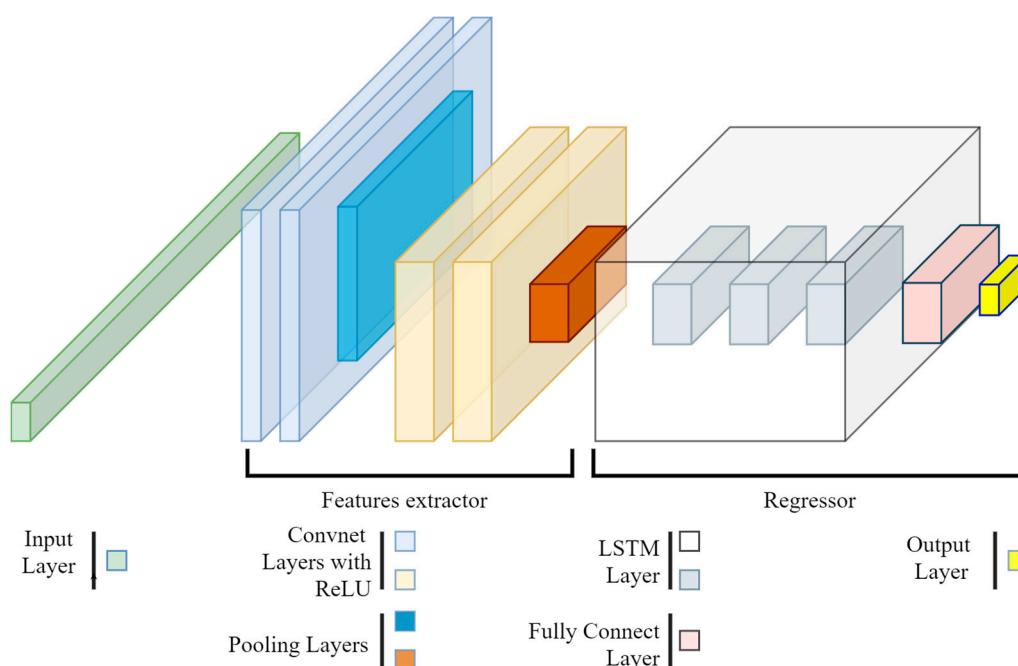 Features extractor
Regressor
Input
Layer
Convnet
Layers with
ReLU
LSTM
Layer
Output
Layer
Pooling Layers
Fully Connect
Layer